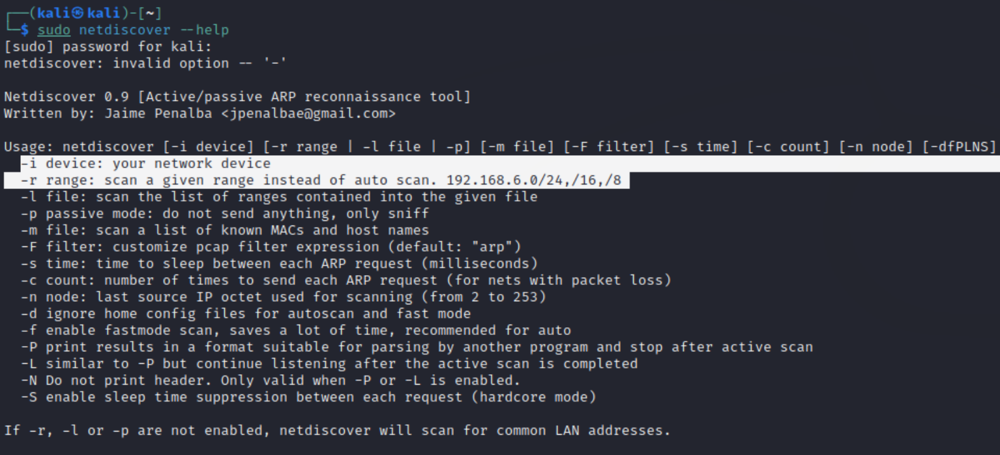 ┌──(kali㉿kali)-[~]
└─$ sudo netdiscover --help
[sudo] password for kali:
netdiscover: invalid option -- '-'
Netdiscover 0.9 [Active/passive ARP reconnaissance tool]
Written by: Jaime Penalba <jpenalbae@gmail.com>
Usage: netdiscover [-i device] [-r range | -l file | -p] [-m file] [-F filter] [-s time] [-c count] [-n node] [-dfPLNS]
-i device: your network device
-r range: scan a given range instead of auto scan. 192.168.6.0/24,/16,/8
-l file: scan the list of ranges contained into the given file
-p passive mode: do not send anything, only sniff
-m file: scan a list of known MACs and host names
-F filter: customize pcap filter expression (default: "arp")
-s time: time to sleep between each ARP request (milliseconds)
-c count: number of times to send each ARP request (for nets with packet loss)
-n node: last source IP octet used for scanning (from 2 to 253)
-d ignore home config files for autoscan and fast mode
-f enable fastmode scan, saves a lot of time, recommended for auto
-P print results in a format suitable for parsing by another program and stop after active scan
-L similar to -P but continue listening after the active scan is completed
-N Do not print header. Only valid when -P or -L is enabled.
-S enable sleep time suppression between each request (hardcore mode)
If -r, -l or -p are not enabled, netdiscover will scan for common LAN addresses.